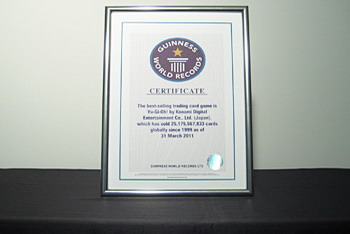 GUINNESS
WORLD RECORDS
CERTIFICATE
The best-selling trading card game is
Yu-Gi-Oh! by Konami Digital
Entertainment Co., Ltd. (Japan),
which has sold 25,175,567,833 cards
globally since 1999 as of
31 March 2011
GUINNESS WORLD RECORDS LTD